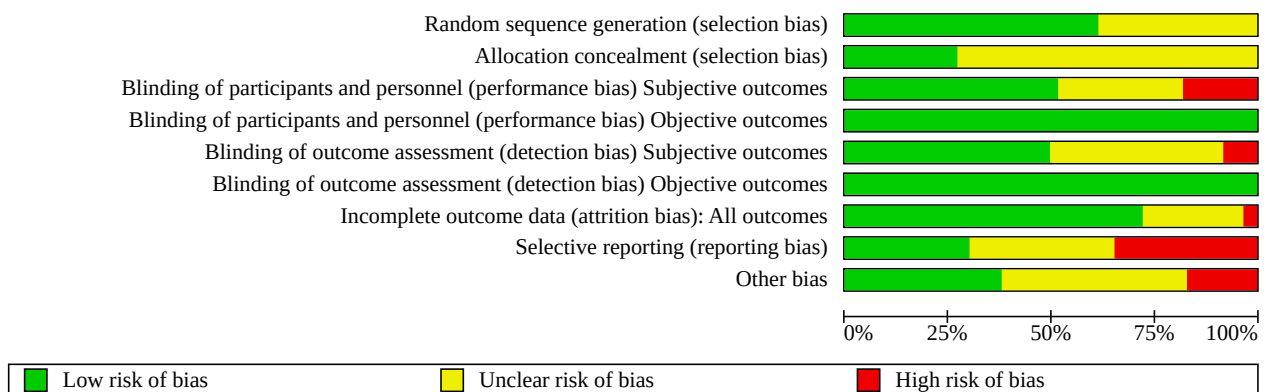 Random sequence generation (selection bias)
Allocation concealment (selection bias)
Blinding of participants and personnel (performance bias) Subjective outcomes
Blinding of participants and personnel (performance bias) Objective outcomes
Blinding of outcome assessment (detection bias) Subjective outcomes
Blinding of outcome assessment (detection bias) Objective outcomes
Incomplete outcome data (attrition bias): All outcomes
Selective reporting (reporting bias)
Other bias
0% 25% 50% 75% 100%
Low risk of bias Unclear risk of bias High risk of bias